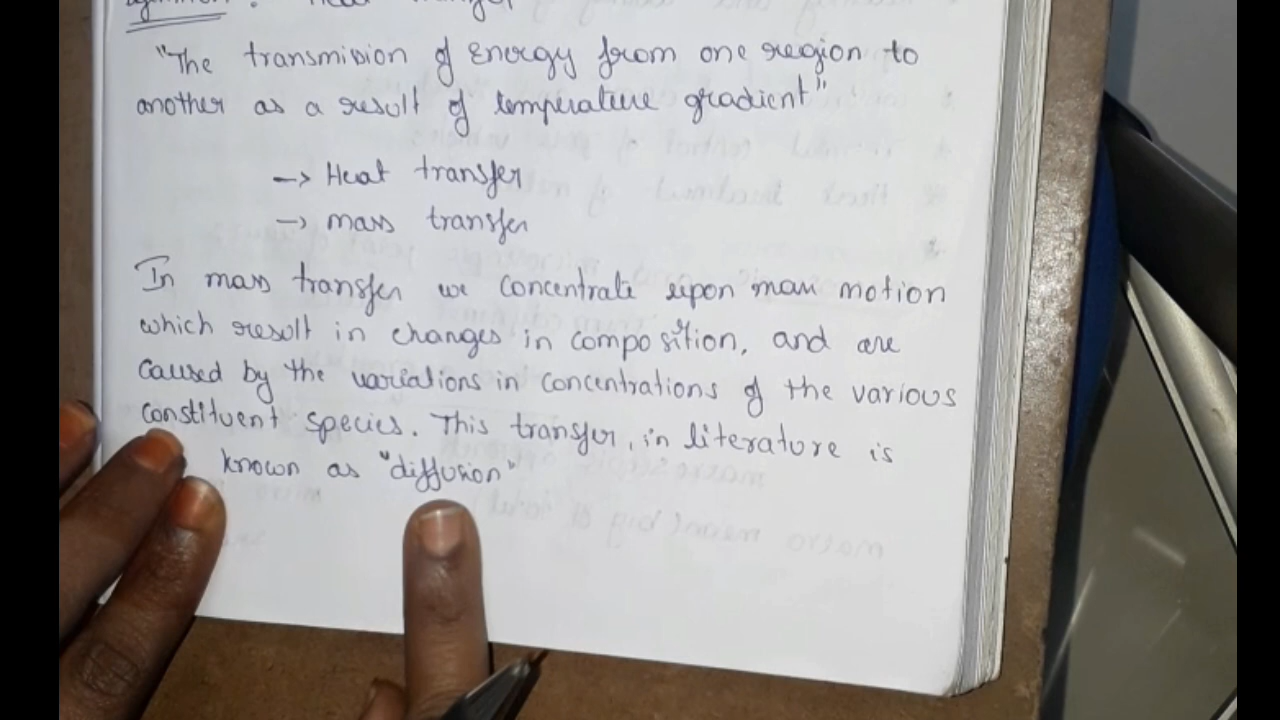 "The transmission of Energy from one region to
another as a result of temperature gradient"
-> Heat transfer
-> mass transfer
In mass transfer we concentrate upon mass motion
which result in changes in composition, and are
caused by the variations in concentrations of the various
constituent species. This transfer, in literature is
known as "diffusion"